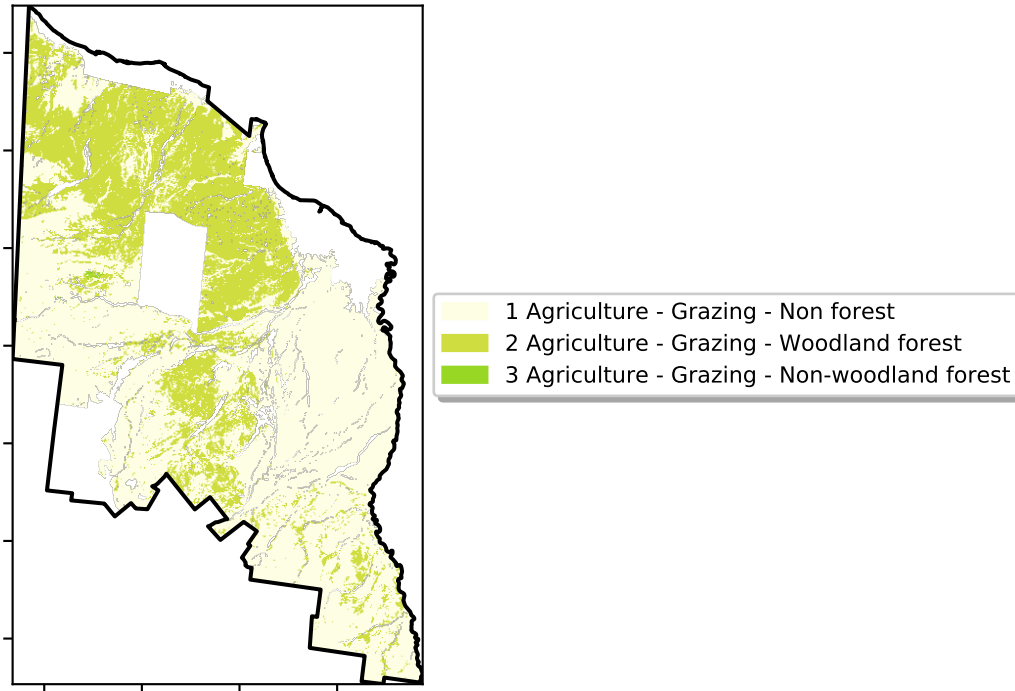 1 Agriculture - Grazing - Non forest
2 Agriculture - Grazing - Woodland forest
3 Agriculture - Grazing - Non-woodland forest